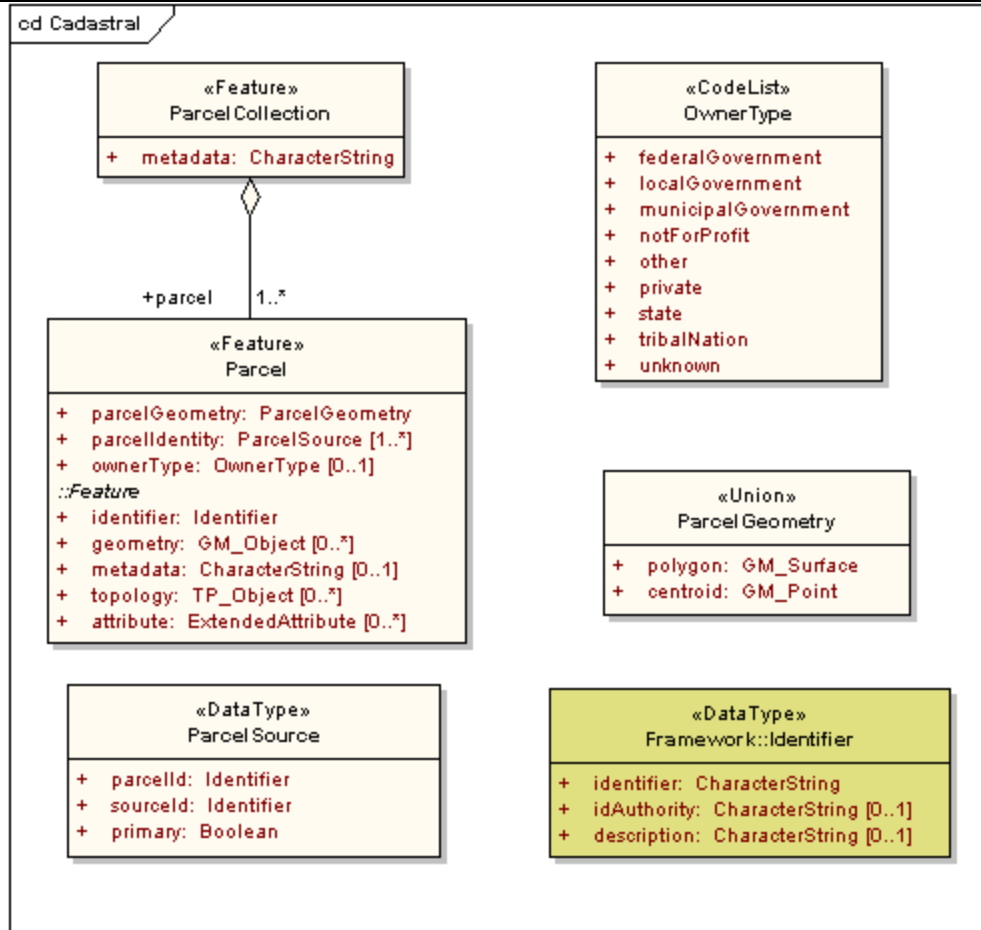 cd Cadastral
«Feature»
ParcelCollection
+ metadata: CharacterString
+parcel 1..*
«Feature»
Parcel
+ parcelGeometry: ParcelGeometry
+ parcelIdentity: ParcelSource [1..*]
+ ownerType: OwnerType [0..1]
::Feature
+ identifier: Identifier
+ geometry: GM_Object [0..*]
+ metadata: CharacterString [0..1]
+ topology: TP_Object [0..*]
+ attribute: ExtendedAttribute [0..*]
«DataType»
ParcelSource
+ parcelId: Identifier
+ sourceId: Identifier
+ primary: Boolean
«CodeList»
OwnerType
+ federalGovernment
+ localGovernment
+ municipalGovernment
+ notForProfit
+ other
+ private
+ state
+ tribalNation
+ unknown
«Union»
ParcelGeometry
+ polygon: GM_Surface
+ centroid: GM_Point
«DataType»
Framework::Identifier
+ identifier: CharacterString
+ idAuthority: CharacterString [0..1]
+ description: CharacterString [0..1]